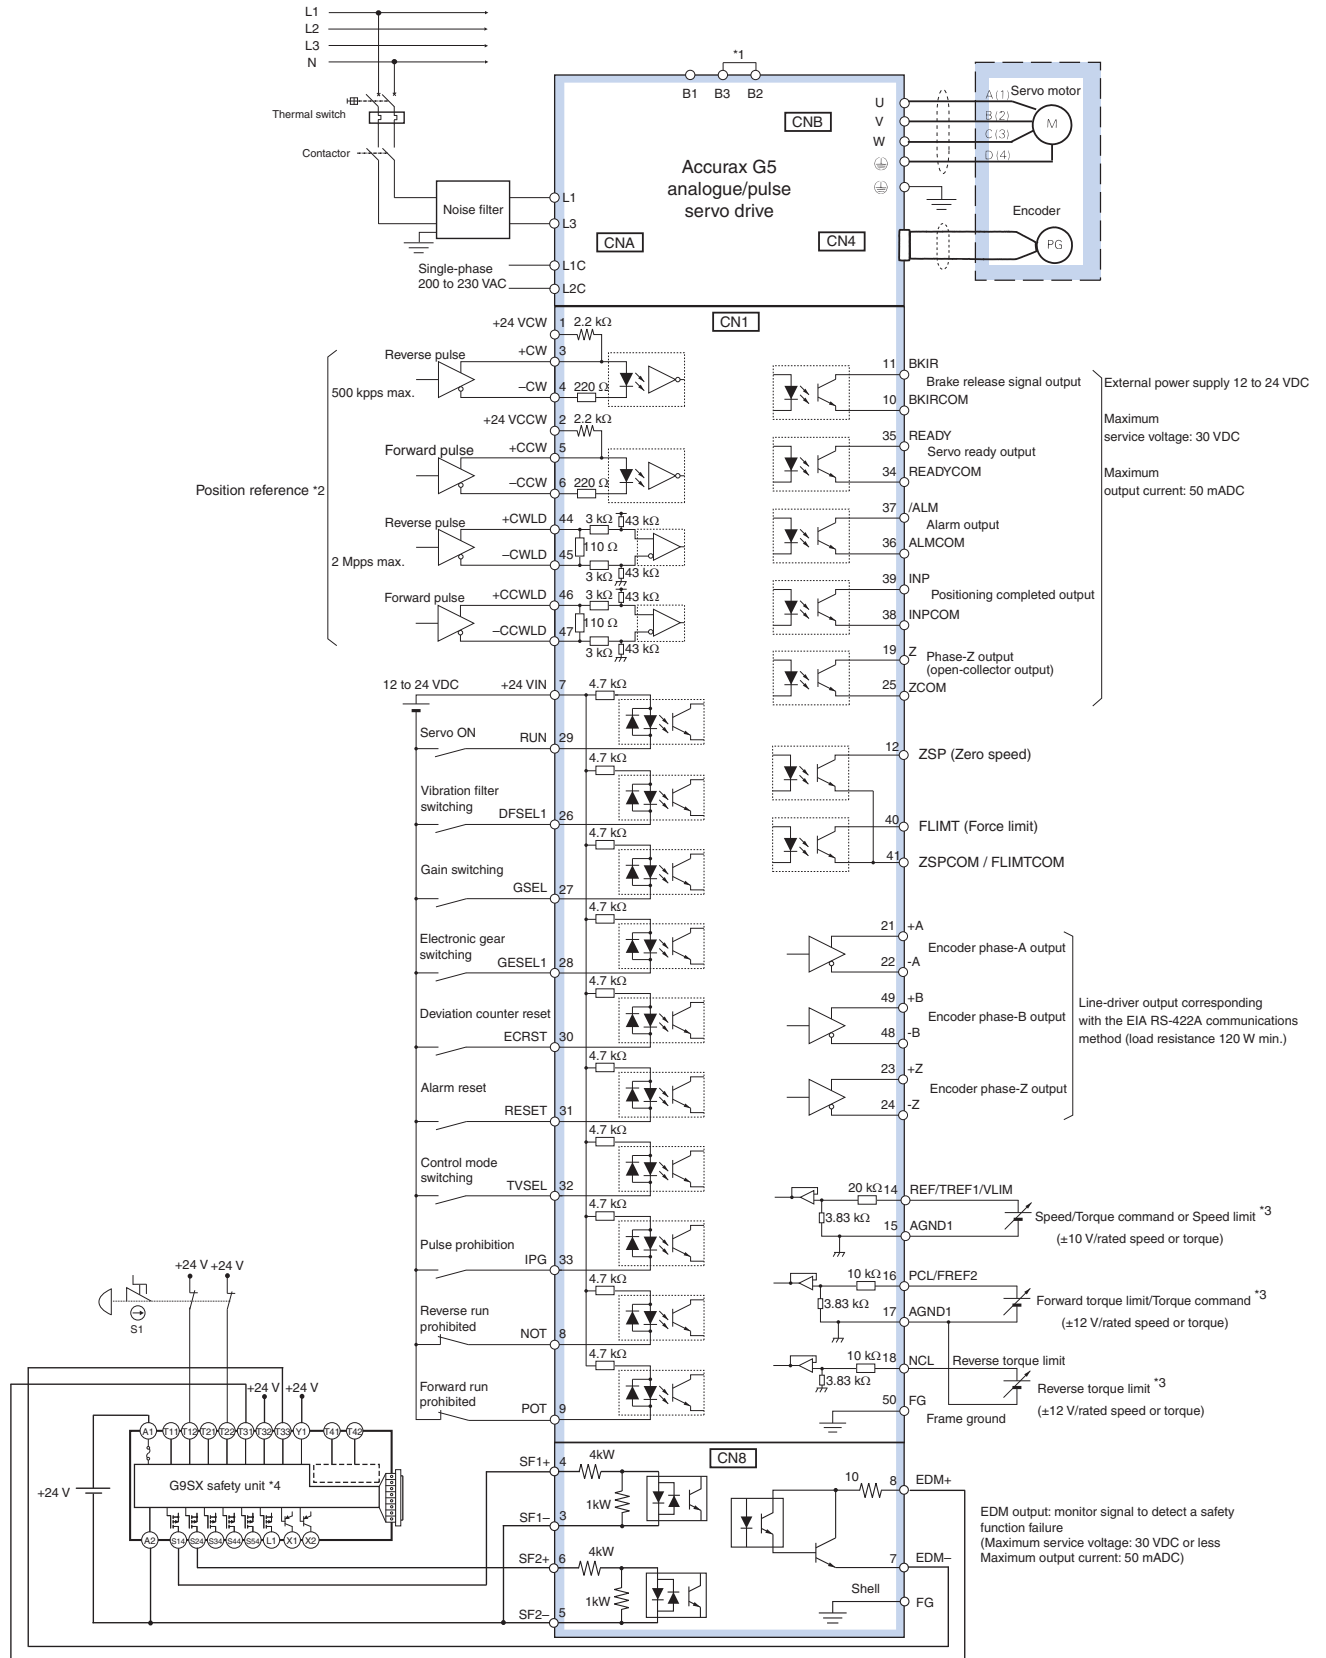 L1
L2
L3
N
Thermal switch
Contactor
Noise filter
Single-phase
200 to 230 VAC
*1
B1 B3 B2
CNB
Accurax G5
analogue/pulse
servo drive
CNA
CN4
L1
L3
L1C
L2C
U
V
W
A (1)
B (2)
C (3)
D (4)
Servo motor
M
Encoder
PG
CN1
Position reference *2
500 kpps max.
2 Mpps max.
+24 VCW 1 2.2 kΩ
Reverse pulse
+CW 3
–CW 4 220 Ω
+24 VCCW 2 2.2 kΩ
Forward pulse
+CCW 5
–CCW 6 220 Ω
Reverse pulse
+CWLD 44 3 kΩ 43 kΩ
110 Ω
–CWLD 45
3 kΩ 43 kΩ
Forward pulse
+CCWLD 46 3 kΩ 43 kΩ
110 Ω
–CCWLD 47
3 kΩ 43 kΩ
12 to 24 VDC
+24 VIN 7 4.7 kΩ
Servo ON
RUN 29
4.7 kΩ
Vibration filter
switching
DFSEL1 26
4.7 kΩ
Gain switching
GSEL 27
4.7 kΩ
Electronic gear
switching
GESEL1 28
4.7 kΩ
Deviation counter reset
ECRST 30
4.7 kΩ
Alarm reset
RESET 31
4.7 kΩ
Control mode
switching
TVSEL 32
4.7 kΩ
Pulse prohibition
IPG 33
4.7 kΩ
Reverse run
prohibited
NOT 8
4.7 kΩ
Forward run
prohibited
POT 9
11 BKIR
Brake release signal output
10 BKIRCOM
35 READY
Servo ready output
34 READYCOM
37 /ALM
Alarm output
36 ALMCOM
39 INP
Positioning completed output
38 INPCOM
19 Z
Phase-Z output
(open-collector output)
25 ZCOM
External power supply 12 to 24 VDC
Maximum
service voltage: 30 VDC
Maximum
output current: 50 mADC
12 ZSP (Zero speed)
40 FLIMT (Force limit)
41 ZSPCOM / FLIMTCOM
21 +A
Encoder phase-A output
22 -A
49 +B
Encoder phase-B output
48 -B
23 +Z
Encoder phase-Z output
24 -Z
Line-driver output corresponding
with the EIA RS-422A communications
method (load resistance 120 W min.)
20 kΩ 14 REF/TREF1/VLIM
3.83 kΩ
15 AGND1
Speed/Torque command or Speed limit *3
(±10 V/rated speed or torque)
10 kΩ 16 PCL/FREF2
3.83 kΩ
17 AGND1
Forward torque limit/Torque command *3
(±12 V/rated speed or torque)
10 kΩ 18 NCL
Reverse torque limit
3.83 kΩ
Reverse torque limit *3
(±12 V/rated speed or torque)
50 FG
Frame ground
+24 V +24 V
S1
+24 V +24 V
A1 T11 T12 T21 T22 T31 T32 T33 Y1 T41 T42
G9SX safety unit *4
+24 V
A2 S14 S24 S34 S44 S54 L1 X1 X2
CN8
SF1+ 4 4kW
1kW
SF1– 3
SF2+ 6 4kW
1kW
SF2– 5
10 8 EDM+
7 EDM–
Shell
FG
EDM output: monitor signal to detect a safety
function failure
(Maximum service voltage: 30 VDC or less
Maximum output current: 50 mADC)